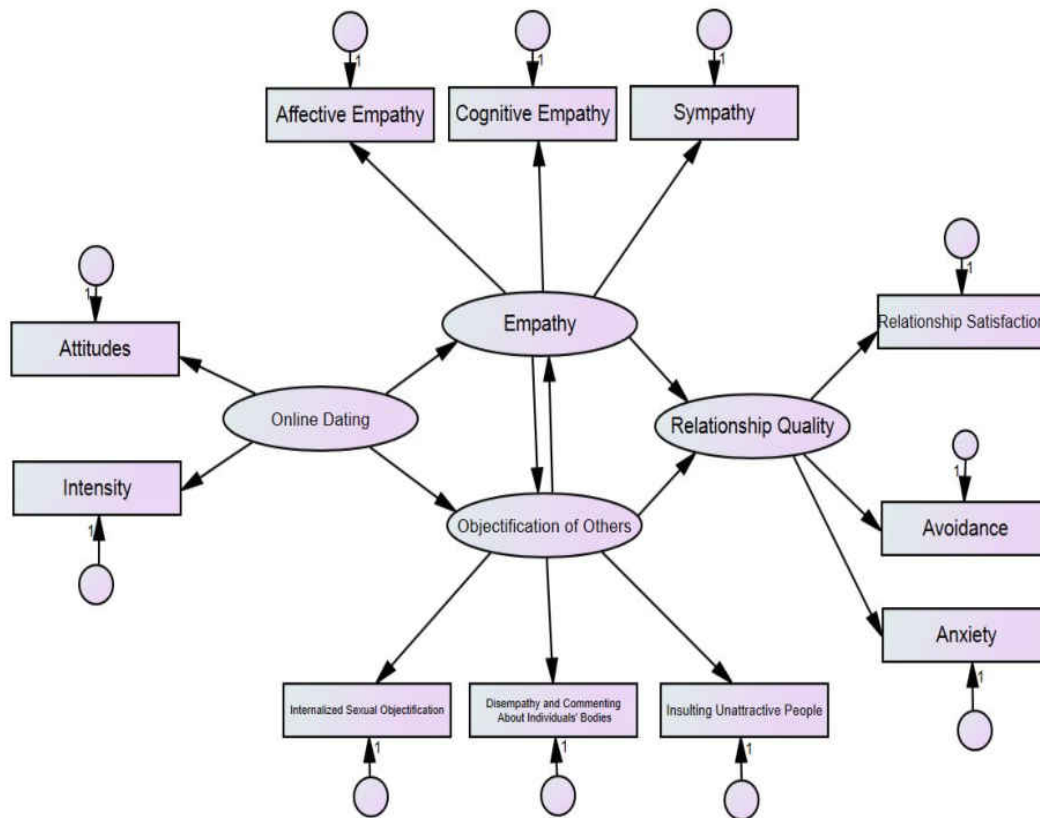 1
1
1
Affective Empathy
Cognitive Empathy
Sympathy
1
1
Attitudes
Empathy
Relationship Satisfaction
Online Dating
Relationship Quality
1
Intensity
1
Objectification of Others
Avoidance
Anxiety
1
Internalized Sexual Objectification
Disempathy and Commenting
About Individuals' Bodies
Insulting Unattractive People
1
1
1